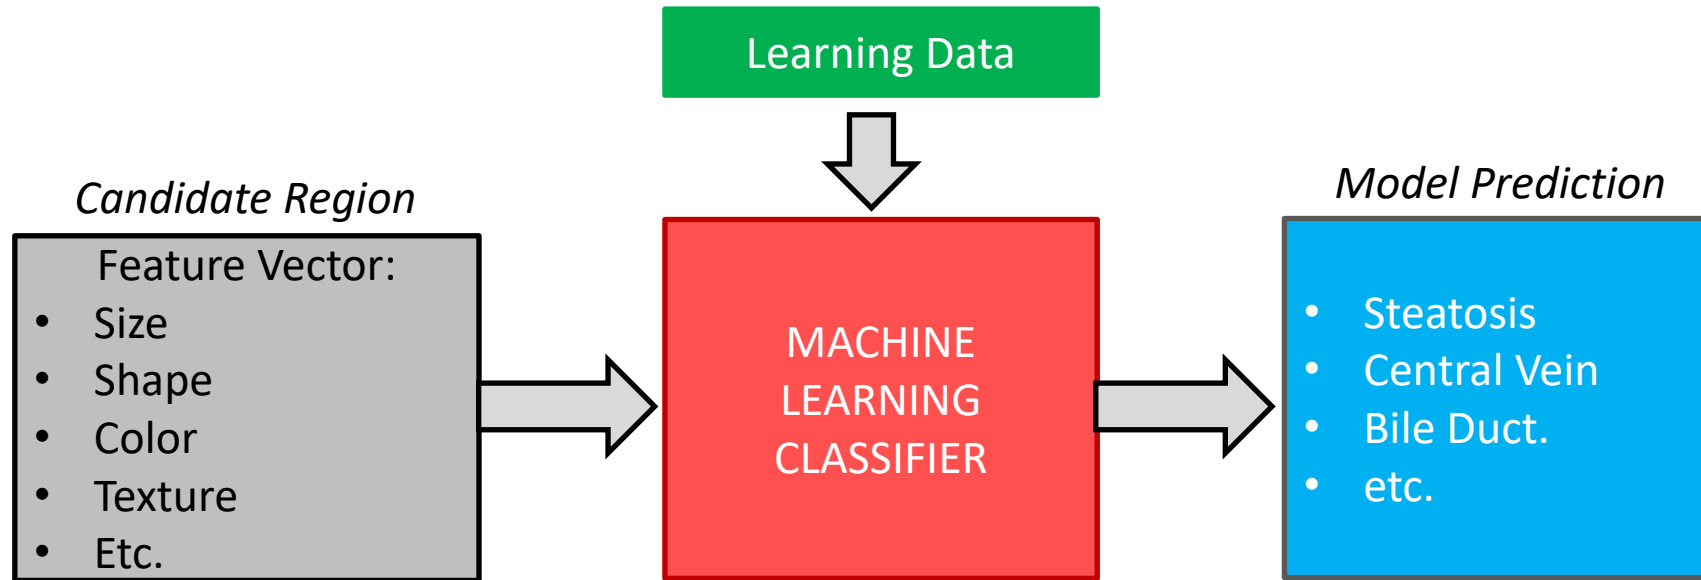 Learning Data
Candidate Region
Feature Vector:
• Size
• Shape
• Color
• Texture
• Etc.
MACHINE
LEARNING
CLASSIFIER
Model Prediction
• Steatosis
• Central Vein
• Bile Duct.
• etc.